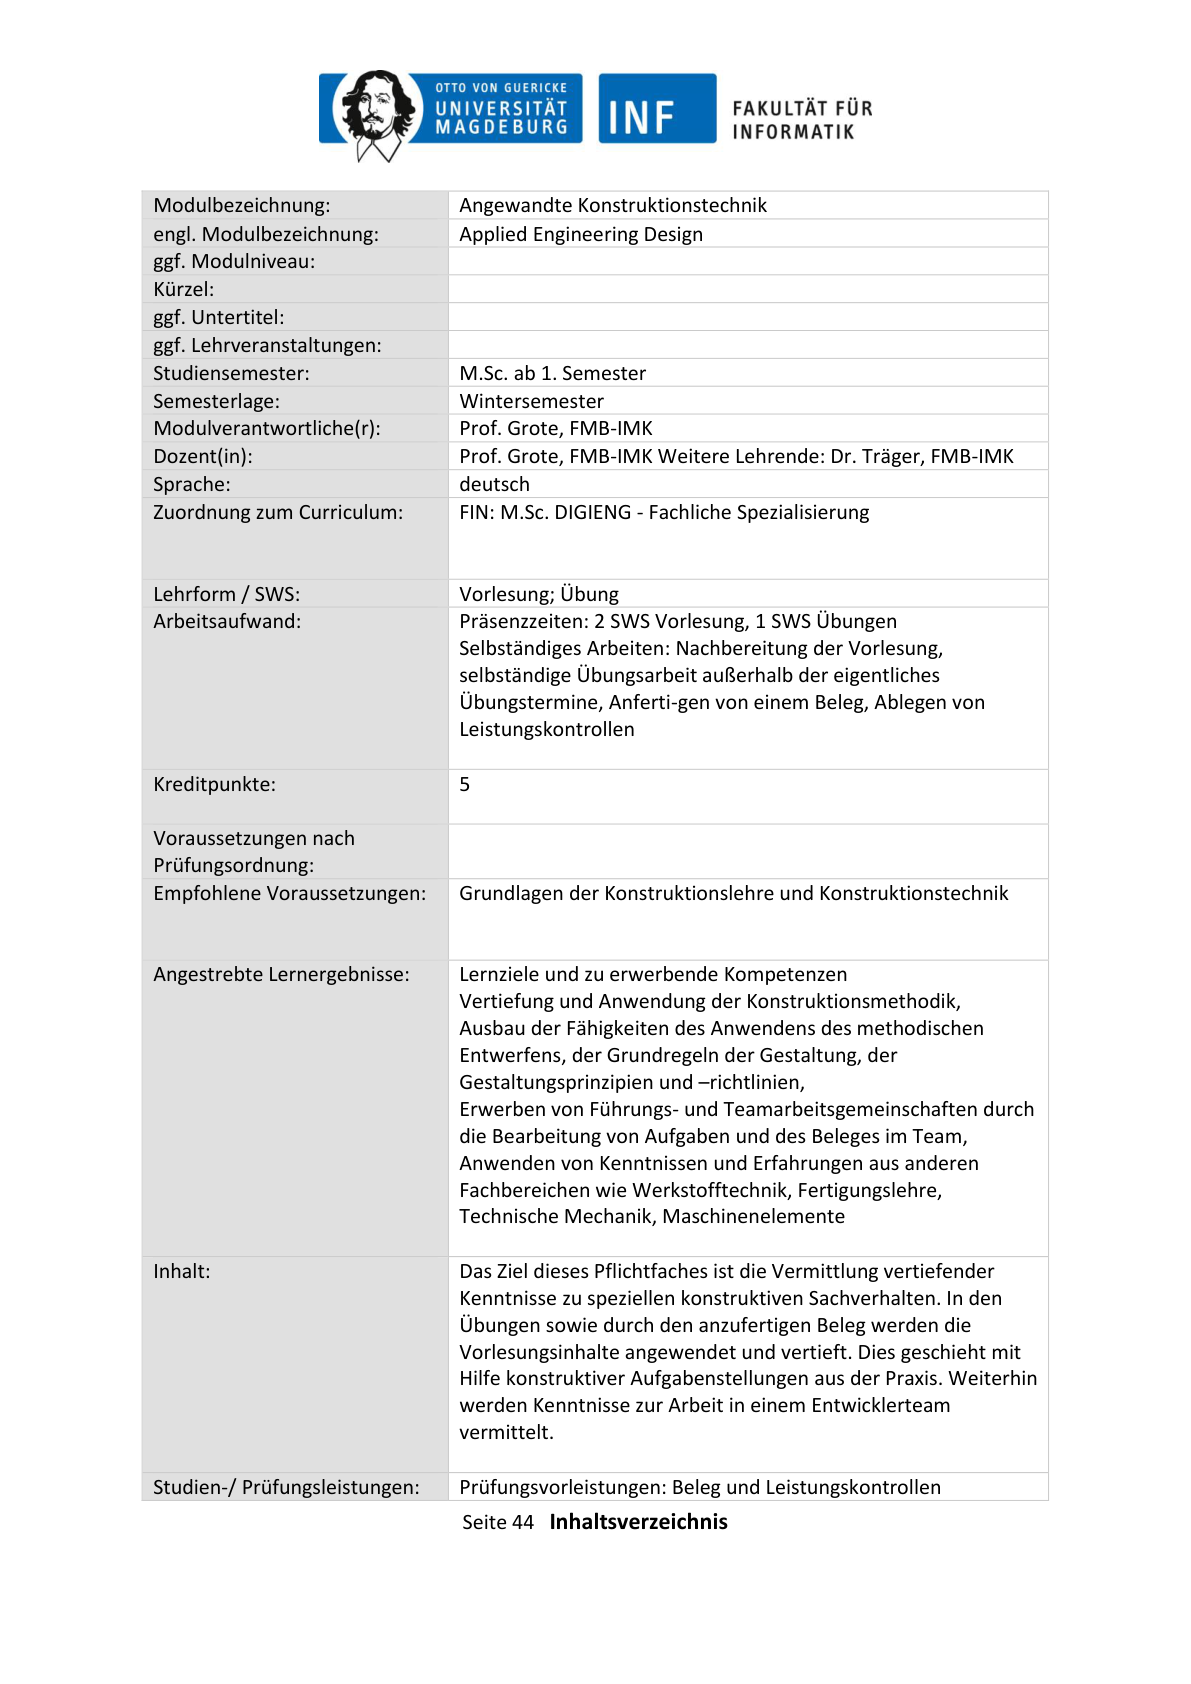 OTTO VON GUERICKE
UNIVERSITÄT
MAGDEBURG
INF
FAKULTÄT FÜR
INFORMATIK
Modulbezeichnung: Angewandte Konstruktionstechnik
engl. Modulbezeichnung: Applied Engineering Design
ggf. Modulniveau:
Kürzel:
ggf. Untertitel:
ggf. Lehrveranstaltungen:
Studiensemester: M.Sc. ab 1. Semester
Semesterlage: Wintersemester
Modulverantwortliche(r): Prof. Grote, FMB-IMK
Dozent(in): Prof. Grote, FMB-IMK Weitere Lehrende: Dr. Träger, FMB-IMK
Sprache: deutsch
Zuordnung zum Curriculum: FIN: M.Sc. DIGIENG - Fachliche Spezialisierung
Lehrform / SWS: Vorlesung; Übung
Arbeitsaufwand: Präsenzzeiten: 2 SWS Vorlesung, 1 SWS Übungen
Selbständiges Arbeiten: Nachbereitung der Vorlesung,
selbständige Übungsarbeit außerhalb der eigentliches
Übungstermine, Anferti-gen von einem Beleg, Ablegen von
Leistungskontrollen
Kreditpunkte: 5
Voraussetzungen nach
Prüfungsordnung:
Empfohlene Voraussetzungen: Grundlagen der Konstruktionslehre und Konstruktionstechnik
Angestrebte Lernergebnisse: Lernziele und zu erwerbende Kompetenzen
Vertiefung und Anwendung der Konstruktionsmethodik,
Ausbau der Fähigkeiten des Anwendens des methodischen
Entwerfens, der Grundregeln der Gestaltung, der
Gestaltungsprinzipien und –richtlinien,
Erwerben von Führungs- und Teamarbeitsgemeinschaften durch
die Bearbeitung von Aufgaben und des Beleges im Team,
Anwenden von Kenntnissen und Erfahrungen aus anderen
Fachbereichen wie Werkstofftechnik, Fertigungslehre,
Technische Mechanik, Maschinenelemente
Inhalt: Das Ziel dieses Pflichtfaches ist die Vermittlung vertiefender
Kenntnisse zu speziellen konstruktiven Sachverhalten. In den
Übungen sowie durch den anzufertigen Beleg werden die
Vorlesungsinhalte angewendet und vertieft. Dies geschieht mit
Hilfe konstruktiver Aufgabenstellungen aus der Praxis. Weiterhin
werden Kenntnisse zur Arbeit in einem Entwicklerteam
vermittelt.
Studien-/ Prüfungsleistungen: Prüfungsvorleistungen: Beleg und Leistungskontrollen
Seite 44 Inhaltsverzeichnis